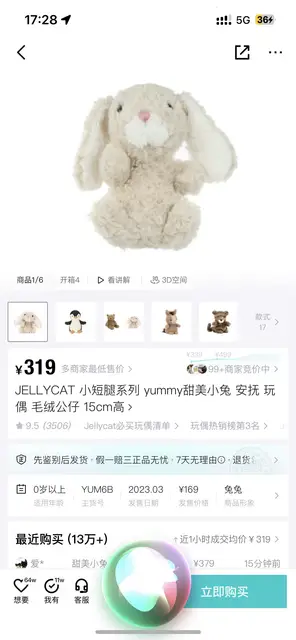 17:28
5G
36
商品1/6
开箱4
看讲解
3D空间
款式
17
¥319 多商家最低售价
99+商家竞价中
JELLYCAT 小短腿系列 yummy甜美小兔 安抚 玩
偶 毛绒公仔 15cm高
9.5 (3506) Jellycat必买玩偶清单 玩偶热销榜第3名
先鉴别后发货·假一赔三正品无忧·7天无理由 退货
0岁以上 YUM6B 2023.03 ¥169 兔兔
适用年龄 主货号 发售日期 发售价格 商品形象
最近购买 (13万+)
近1小时成交均价 ¥319
爱* 甜美小兔
¥379 15分钟前
64w
想要
11w
我有
客服
立即购买